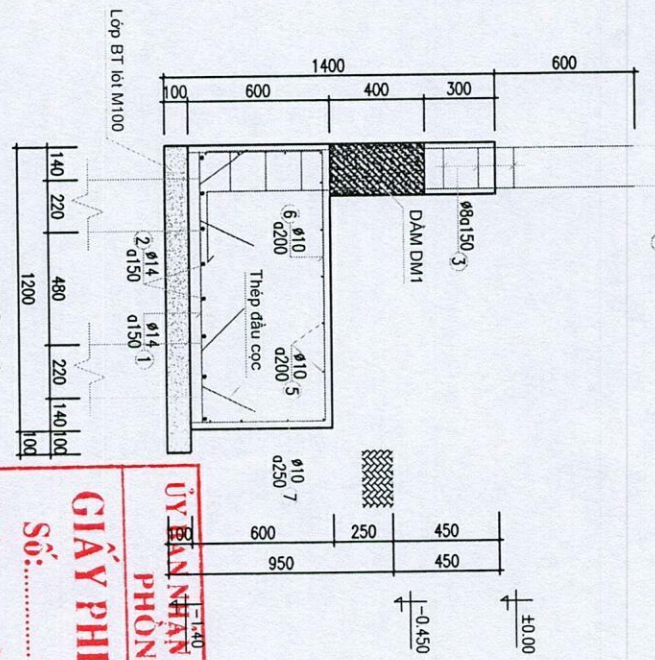 1400
600
100
600
400
300
Lớp BT lót M100
140
220
480
220
140
100
1200
100
ø8a150 3
DẦM DM1
6 ø10
a200
ø10
a200 5
Thép đầu cọc
2 ø14
a150
ø14
a150 1
ø10
a250 7
600
250
450
950
450
±0.00
-0.450
-1.40
ỦY BAN NHÂN
PHÒN
GIẤY PHÉ
Số: